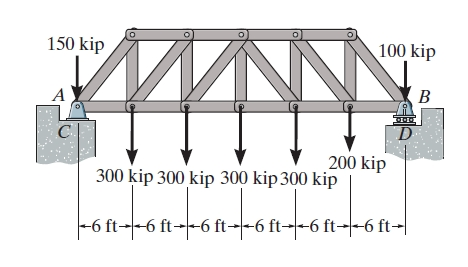 150 kip
100 kip
A
B
C
D
200 kip
300 kip 300 kip 300 kip 300 kip
6 ft 6 ft 6 ft 6 ft 6 ft 6 ft